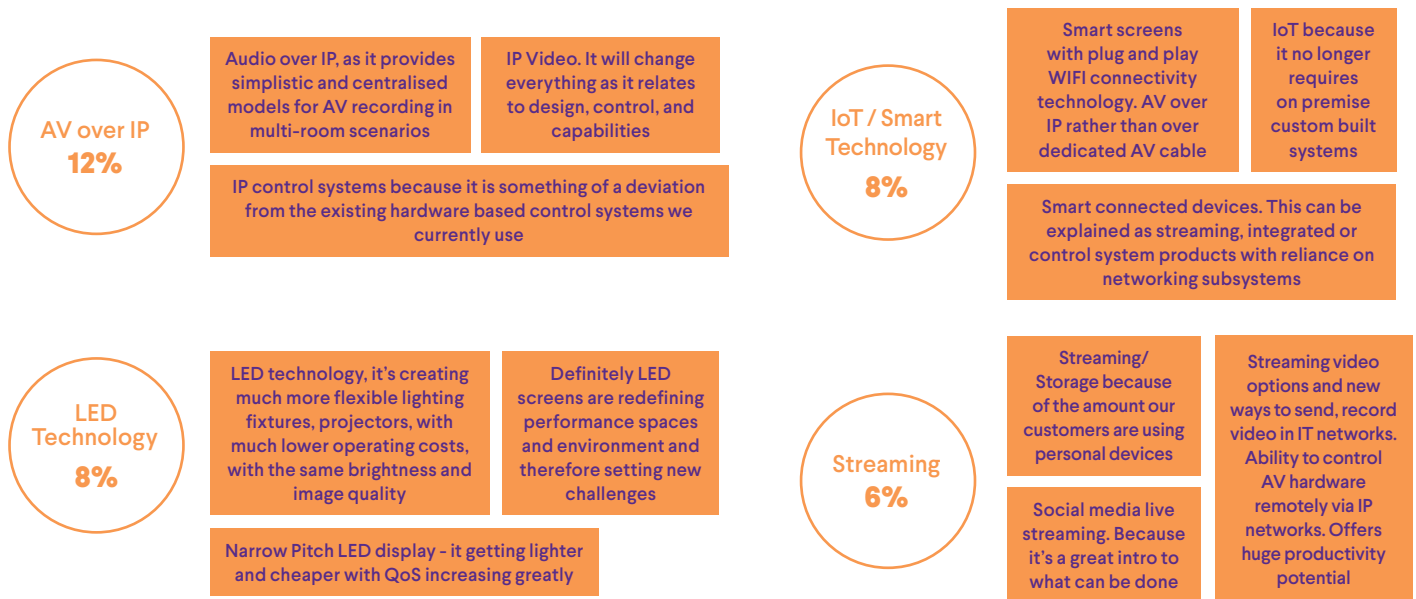 AV over IP
12%
Audio over IP, as it provides
simplistic and centralised
models for AV recording in
multi-room scenarios
IP Video. It will change
everything as it relates
to design, control, and
capabilities
IP control systems because it is something of a deviation
from the existing hardware based control systems we
currently use
IoT / Smart
Technology
8%
Smart screens
with plug and play
WIFI connectivity
technology. AV over
IP rather than over
dedicated AV cable
IoT because
it no longer
requires
on premise
custom built
systems
Smart connected devices. This can be
explained as streaming, integrated or
control system products with reliance on
networking subsystems
LED
Technology
8%
LED technology, it's creating
much more flexible lighting
fixtures, projectors, with
much lower operating costs,
with the same brightness and
image quality
Definitely LED
screens are redefining
performance spaces
and environment and
therefore setting new
challenges
Narrow Pitch LED display - it getting lighter
and cheaper with QoS increasing greatly
Streaming
6%
Streaming/
Storage because
of the amount our
customers are using
personal devices
Social media live
streaming. Because
it's a great intro to
what can be done
Streaming video
options and new
ways to send, record
video in IT networks.
Ability to control
AV hardware
remotely via IP
networks. Offers
huge productivity
potential